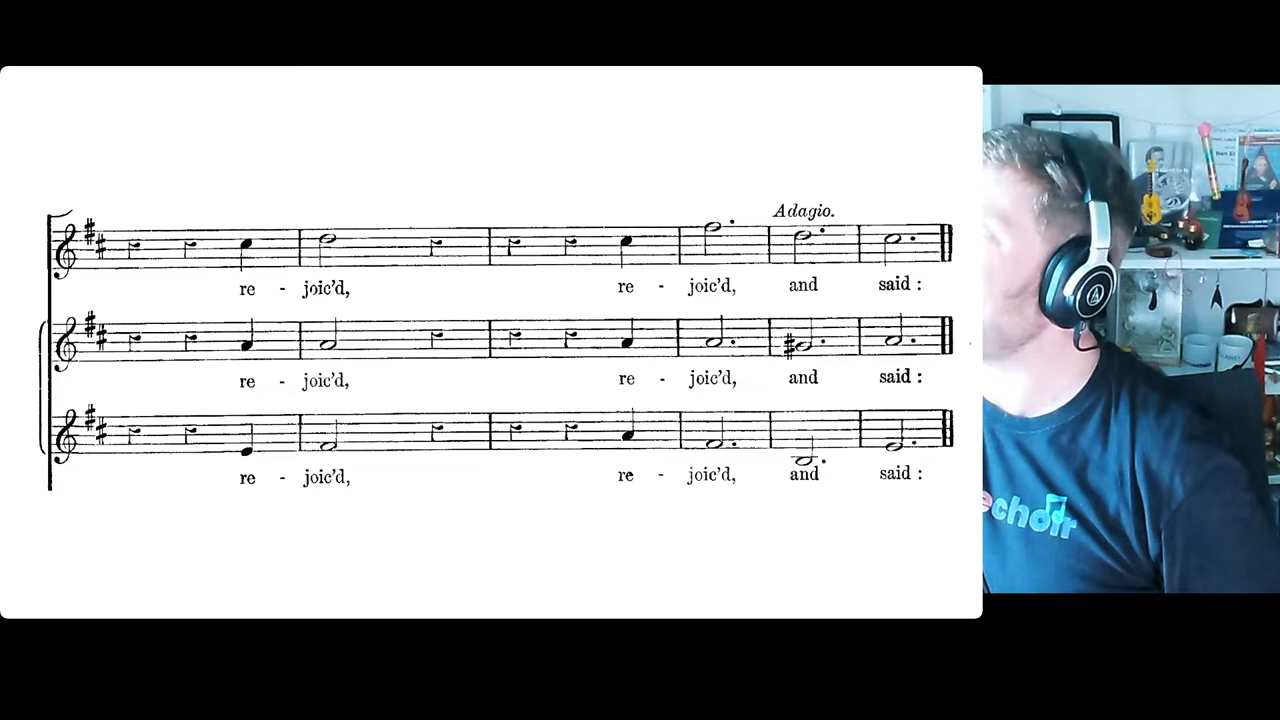 Adagio.
re - joic'd, re - joic'd, and said :
re - joic'd, re - joic'd, and said :
re - joic'd, re - joic'd, and said :
echoir